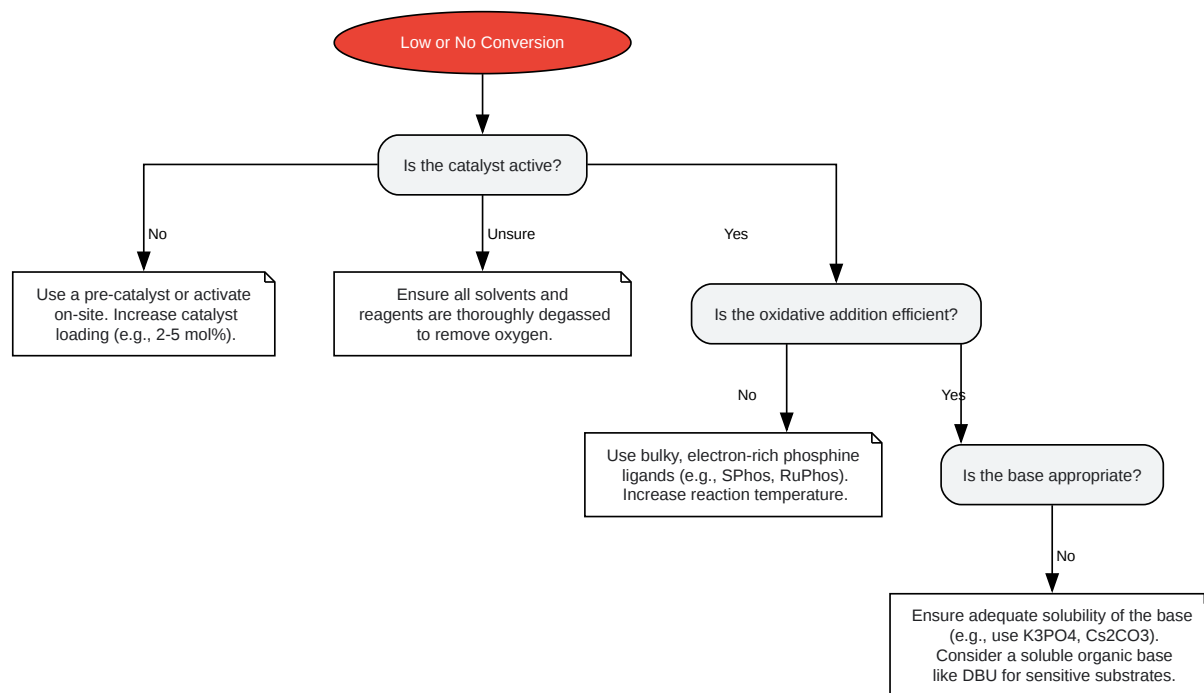 Low or No Conversion
Is the catalyst active?
No
Unsure
Yes
Use a pre-catalyst or activate
on-site. Increase catalyst
loading (e.g., 2-5 mol%).
Ensure all solvents and
reagents are thoroughly degassed
to remove oxygen.
Is the oxidative addition efficient?
No
Yes
Use bulky, electron-rich phosphine
ligands (e.g., SPhos, RuPhos).
Increase reaction temperature.
Is the base appropriate?
No
Ensure adequate solubility of the base
(e.g., use K3PO4, Cs2CO3).
Consider a soluble organic base
like DBU for sensitive substrates.